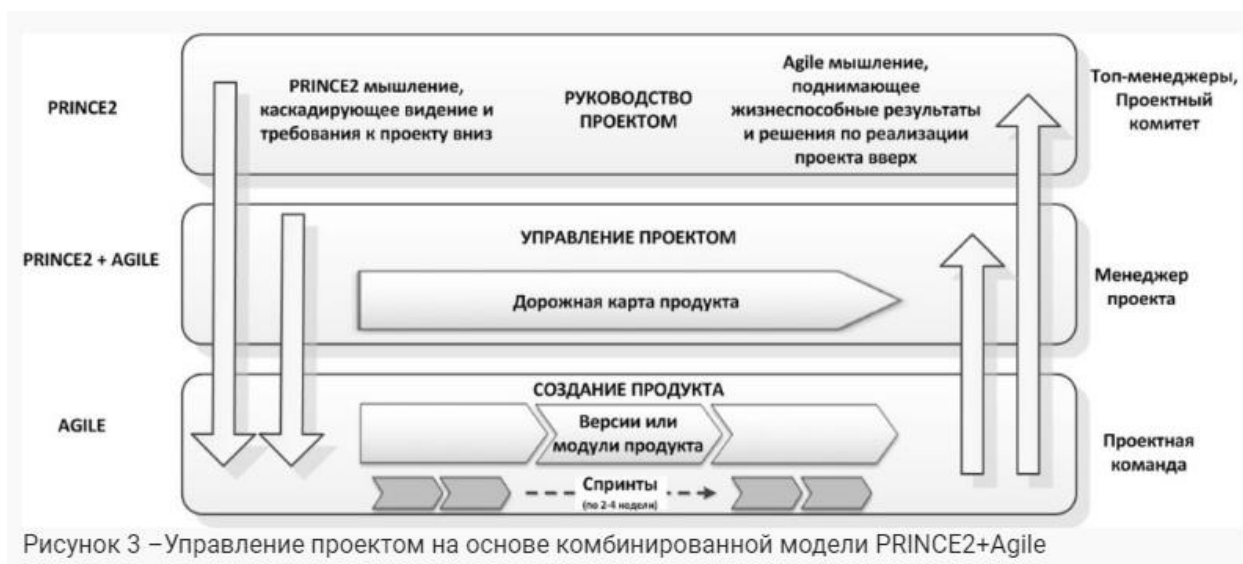 PRINCE2
PRINCE2 мышление,
каскадирующее видение и
требования к проекту вниз
РУКОВОДСТВО
ПРОЕКТОМ
Agile мышление,
поднимающее
жизнеспособные результаты
и решения по реализации
проекта вверх
Топ-менеджеры,
Проектный
комитет
PRINCE2 + AGILE
УПРАВЛЕНИЕ ПРОЕКТОМ
Дорожная карта продукта
Менеджер
проекта
AGILE
СОЗДАНИЕ ПРОДУКТА
Версии или
модули продукта
Спринты
(по 2-4 недели)
Проектная
команда
Рисунок 3 –Управление проектом на основе комбинированной модели PRINCE2+Agile